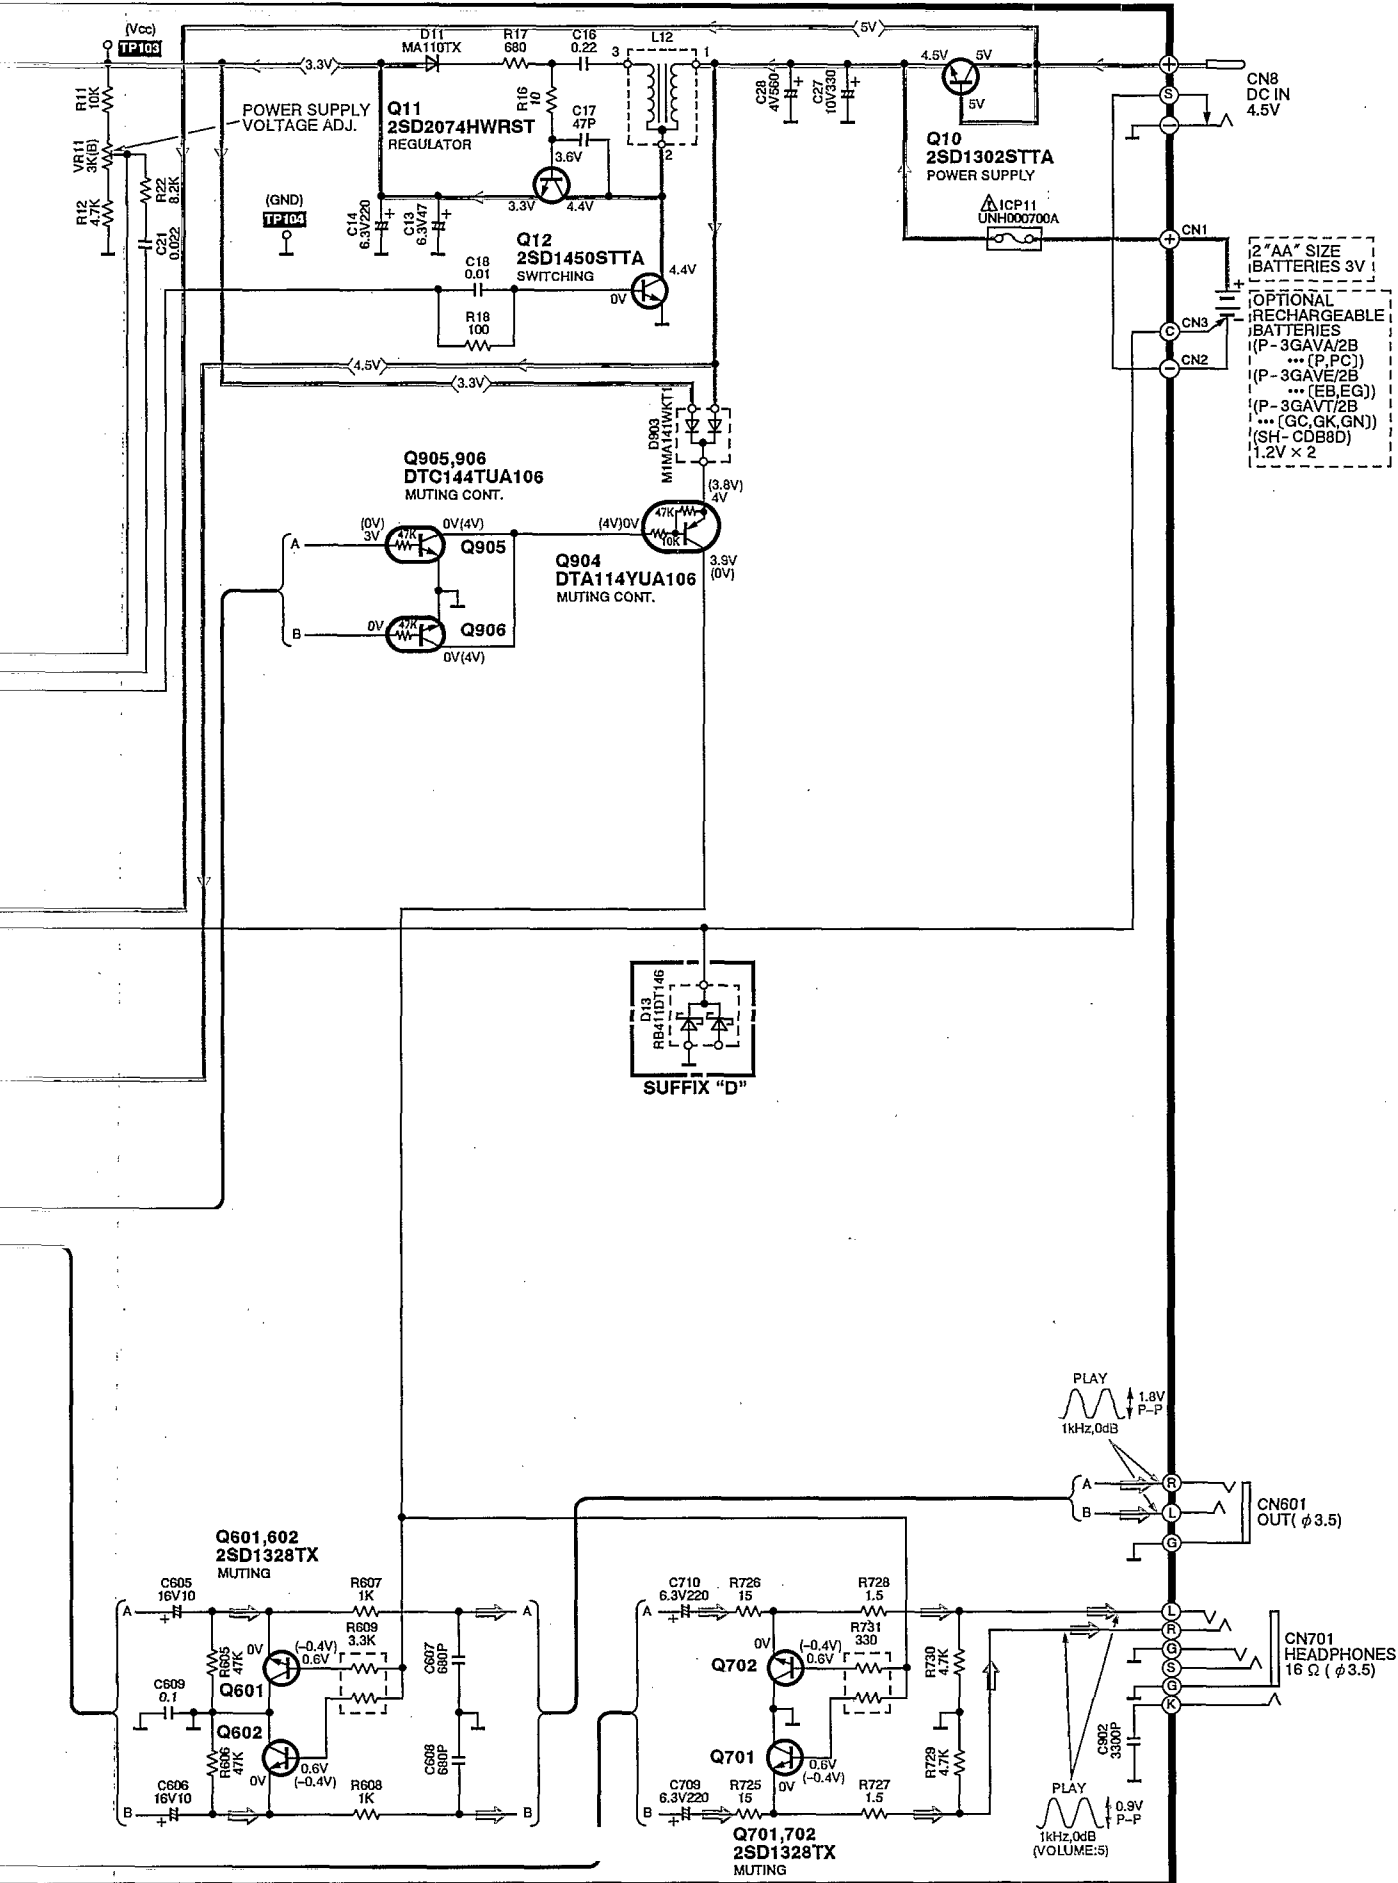 (Vcc)
TP103
R11
10K
VR11
3K(B)
R12
4.7K
R22
8.2K
C21
0.022
POWER SUPPLY
VOLTAGE ADJ.
(GND)
TP104
3.3V
5V
D11
MA110TX
R17
680
C16
0.22
L12
3
1
2
R16
10
C17
47P
Q11
2SD2074HWRST
REGULATOR
3.6V
3.3V
4.4V
C14
6.3V220
C13
6.3V47
C28
4V560
C27
10V330
4.5V
5V
5V
Q10
2SD1302STTA
POWER SUPPLY
ICP11
UNH000700A
CN8
DC IN
4.5V
S
CN1
2"AA" SIZE
BATTERIES 3V
OPTIONAL
RECHARGEABLE
BATTERIES
(P-3GAVA/2B
···[P,PC])
(P-3GAVE/2B
···[EB,EG])
(P-3GAVT/2B
···[GC,GK,GN])
(SH-CDB8D)
1.2V × 2
C
CN3
CN2
Q12
2SD1450STTA
SWITCHING
4.4V
0V
C18
0.01
R18
100
4.5V
3.3V
D903
M1MA141WKT1
Q905,906
DTC144TUA106
MUTING CONT.
(3.8V)
4V
A
(0V)
3V
47K
0V(4V)
Q905
(4V)0V
47K
10K
3.9V
(0V)
Q904
DTA114YUA106
MUTING CONT.
B
0V
47K
Q906
0V(4V)
D13
RB411DT146
SUFFIX "D"
PLAY
1.8V
P-P
1kHz,0dB
A
B
R
L
G
CN601
OUT( φ3.5)
Q601,602
2SD1328TX
MUTING
A
C605
16V10
R607
1K
R609
3.3K
R605
47K
0V
(-0.4V)
0.6V
Q601
C609
0.1
Q602
R606
47K
0V
0.6V
(-0.4V)
C607
680P
C608
680P
B
C606
16V10
R608
1K
A
B
A
C710
6.3V220
R726
15
R728
1.5
R731
330
0V
(-0.4V)
0.6V
Q702
Q701
0V
0.6V
(-0.4V)
R730
4.7K
R729
4.7K
B
C709
6.3V220
R725
15
R727
1.5
Q701,702
2SD1328TX
MUTING
L
R
G
S
G
K
CN701
HEADPHONES
16 Ω ( φ3.5)
C902
3300P
PLAY
0.9V
P-P
1kHz,0dB
(VOLUME:5)